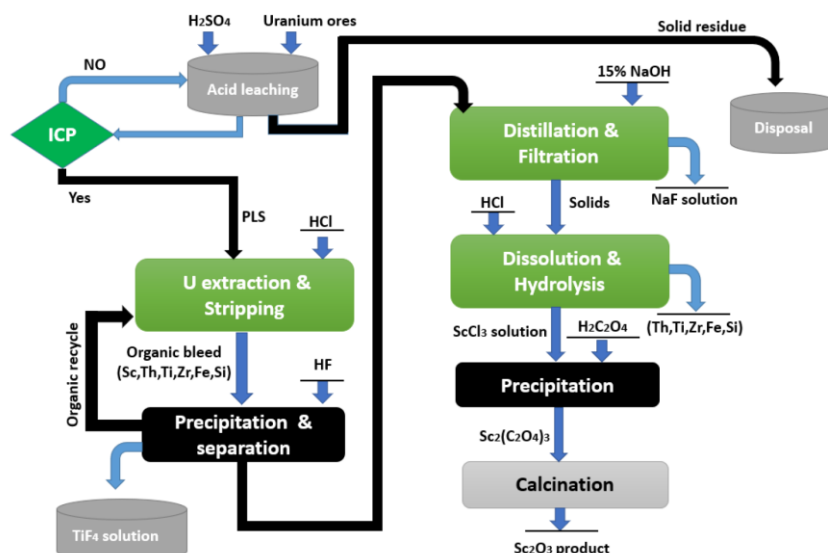 H2SO4
Uranium ores
Solid residue
NO
Acid leaching
15% NaOH
ICP
Distillation &
Filtration
Disposal
Yes
PLS
HCl
HCl
Solids
NaF solution
U extraction &
Stripping
Dissolution &
Hydrolysis
Organic recycle
Organic bleed
(Sc,Th,Ti,Zr,Fe,Si)
HF
ScCl3 solution
H2C2O4
(Th,Ti,Zr,Fe,Si)
Precipitation &
separation
Precipitation
Sc2(C2O4)3
Calcination
TiF4 solution
Sc2O3 product